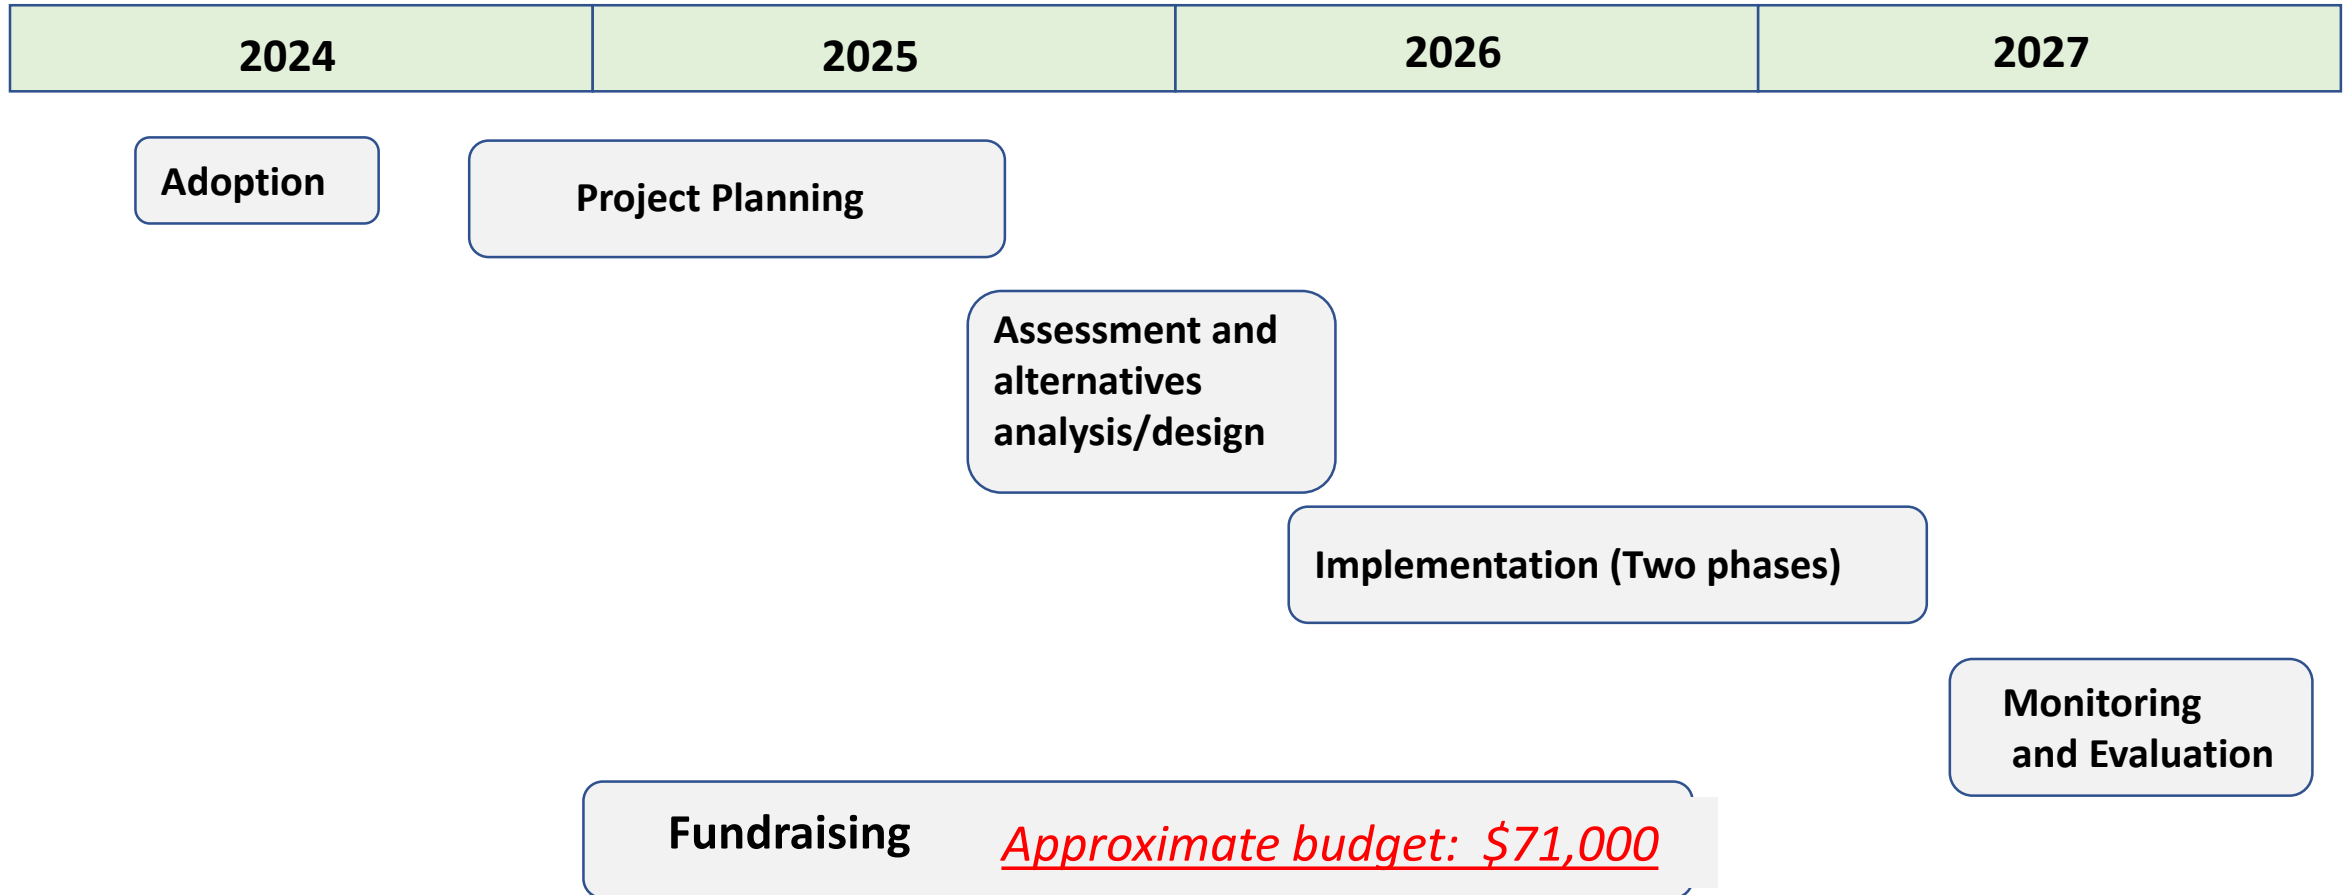 2024
2025
2026
2027
Adoption
Project Planning
Assessment and
alternatives
analysis/design
Implementation (Two phases)
Monitoring
and Evaluation
Fundraising
Approximate budget: $71,000